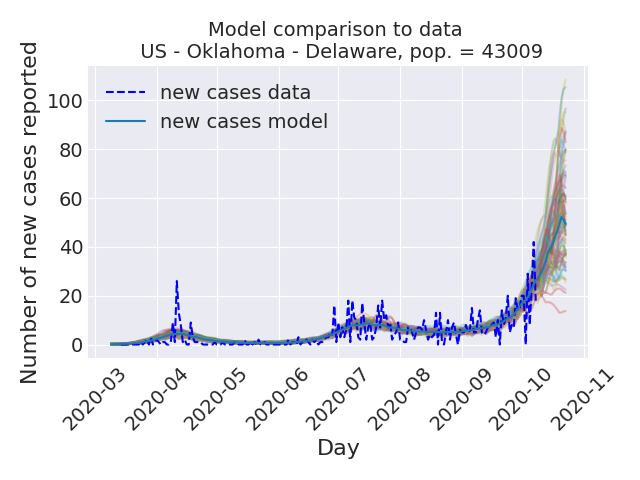 Model comparison to data
US - Oklahoma - Delaware, pop. = 43009
Number of new cases reported
100
80
60
40
20
0
new cases data
new cases model
2020-03
2020-04
2020-05
2020-06
2020-07
2020-08
2020-09
2020-10
2020-11
Day